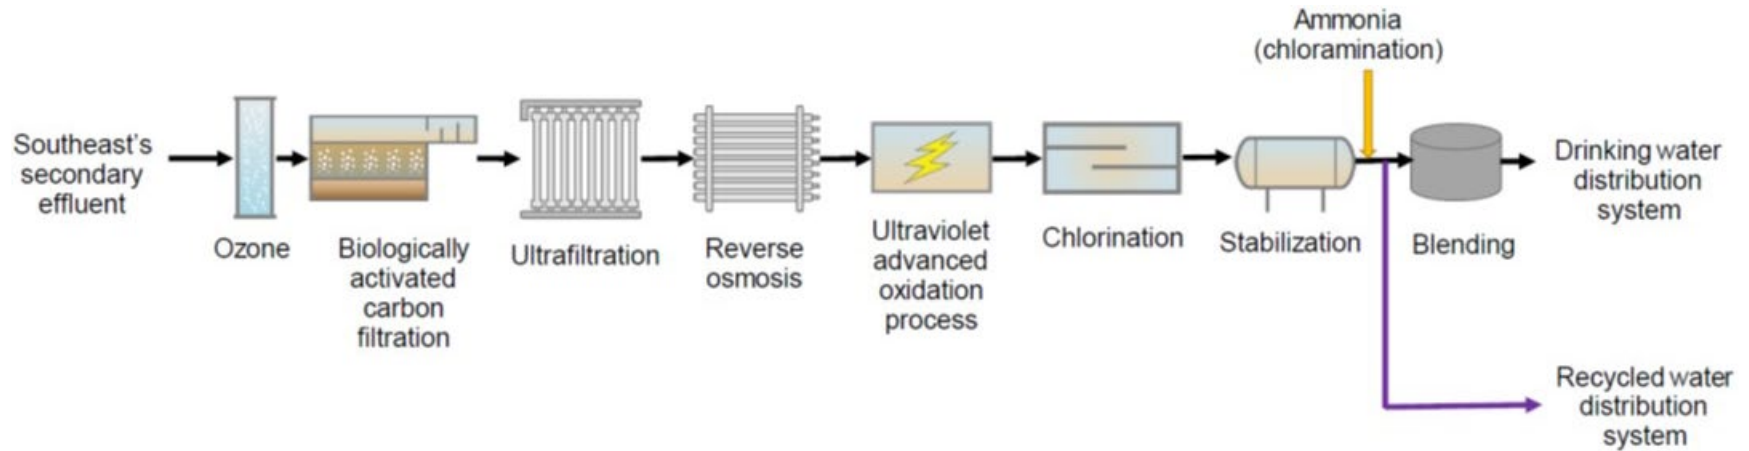 Ammonia
(chloramination)
Southeast's
secondary
effluent
Ozone
Biologically
activated
carbon
filtration
Ultrafiltration
Reverse
osmosis
Ultraviolet
advanced
oxidation
process
Chlorination
Stabilization
Blending
Drinking water
distribution
system
Recycled water
distribution
system